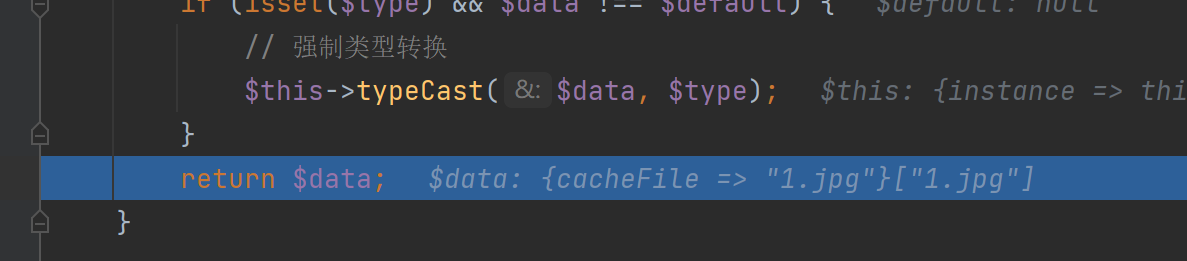 if (isset($type) && $data !== $default) {   $default: null
// 强制类型转换
$this->typeCast( &: $data, $type);   $this: {instance => thi
}
return $data;   $data: {cacheFile => "1.jpg"}["1.jpg"]
}